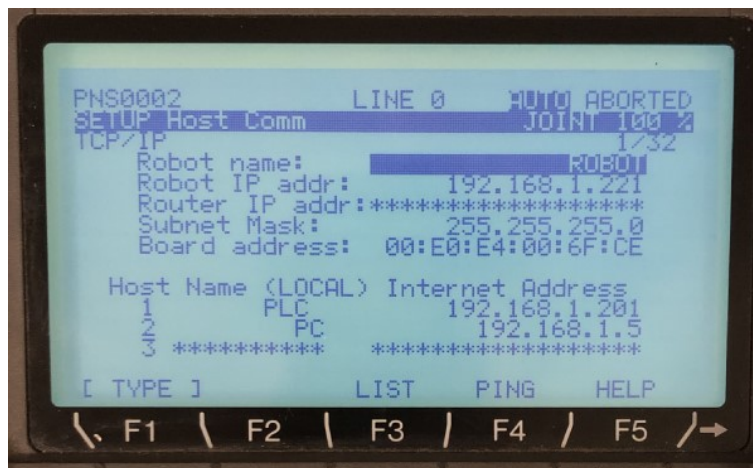 PNS0002 LINE 0 AUTO ABORTED
SETUP Host Comm JOINT 100 %
TCP/IP 1/32
Robot name: ROBOT
Robot IP addr: 192.168.1.221
Router IP addr:******************
Subnet Mask: 255.255.255.0
Board address: 00:E0:E4:00:6F:CE
Host Name (LOCAL) Internet Address
1 PLC 192.168.1.201
2 PC 192.168.1.5
3 ********** ******************
[ TYPE ] LIST PING HELP
F1 F2 F3 F4 F5 →